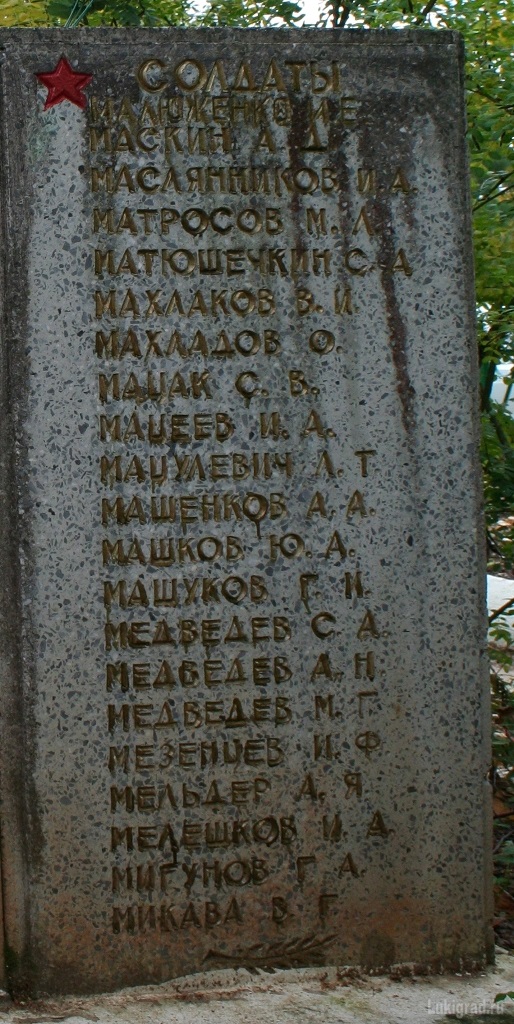 СОЛДАТЫ
МАЛЮЖЕНКО И.Е.
МАСКИН А. Д
МАСЛЯННИКОВ И. А.
МАТРОСОВ М. Л
МАТЮШЕЧКИН С. Д
МАХЛАКОВ В. И.
МАХЛАДОВ О.
МАЦАК С. В.
МАЦЕЕВ И. А.
МАЦУЛЕВИЧ Л. Т
МАШЕНКОВ А. А.
МАШКОВ Ю. А.
МАШУКОВ Г. Н.
МЕДВЕДЕВ С. А.
МЕДВЕДЕВ А. Н
МЕДВЕДЕВ М. Г.
МЕЗЕНЦЕВ И. Ф
МЕЛЬДЕР А. Я
МЕЛЕШКОВ И. А.
МИГУНОВ Г. А.
МИКАВА В. Г
kukigrad.ru